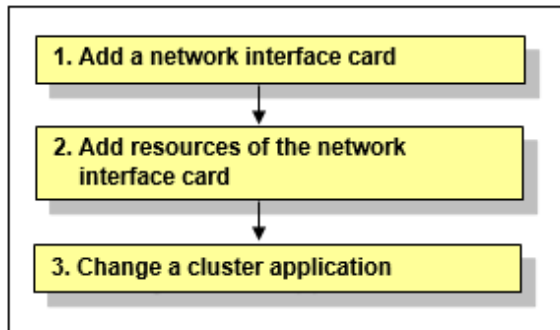 1. Add a network interface card
2. Add resources of the network
interface card
3. Change a cluster application